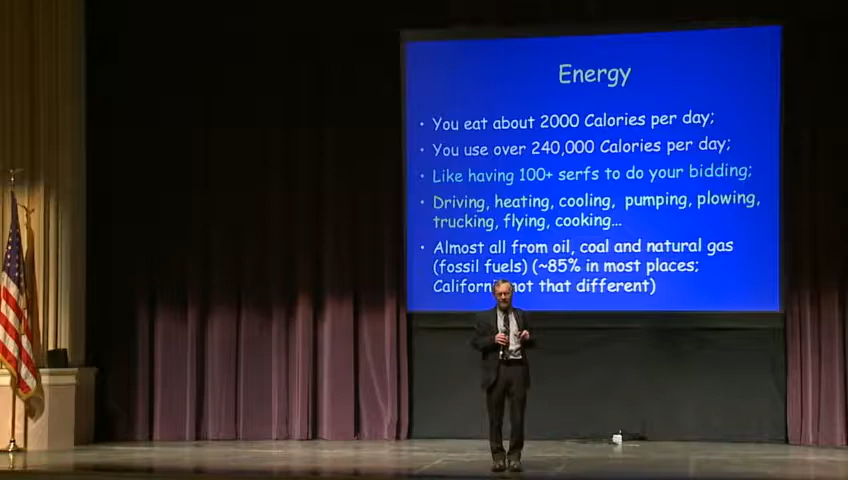 Energy
• You eat about 2000 Calories per day;
• You use over 240,000 Calories per day;
• Like having 100+ serfs to do your bidding;
• Driving, heating, cooling, pumping, plowing,
trucking, flying, cooking...
• Almost all from oil, coal and natural gas
(fossil fuels) (~85% in most places;
Californi not that different)